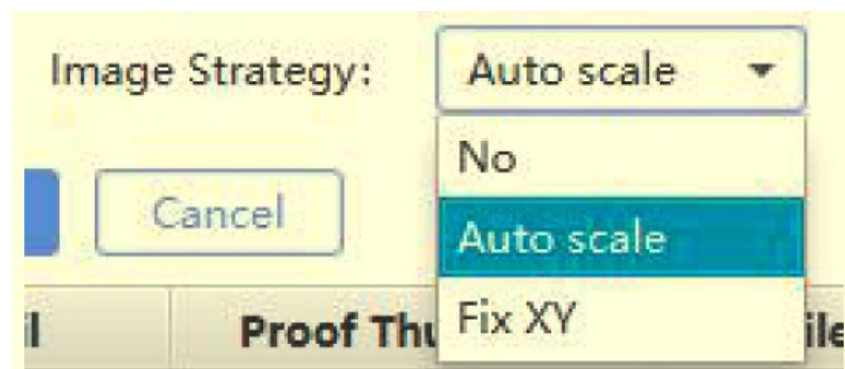 Image Strategy: Auto scale
No
Cancel
Auto scale
Proof Thu
Fix XY